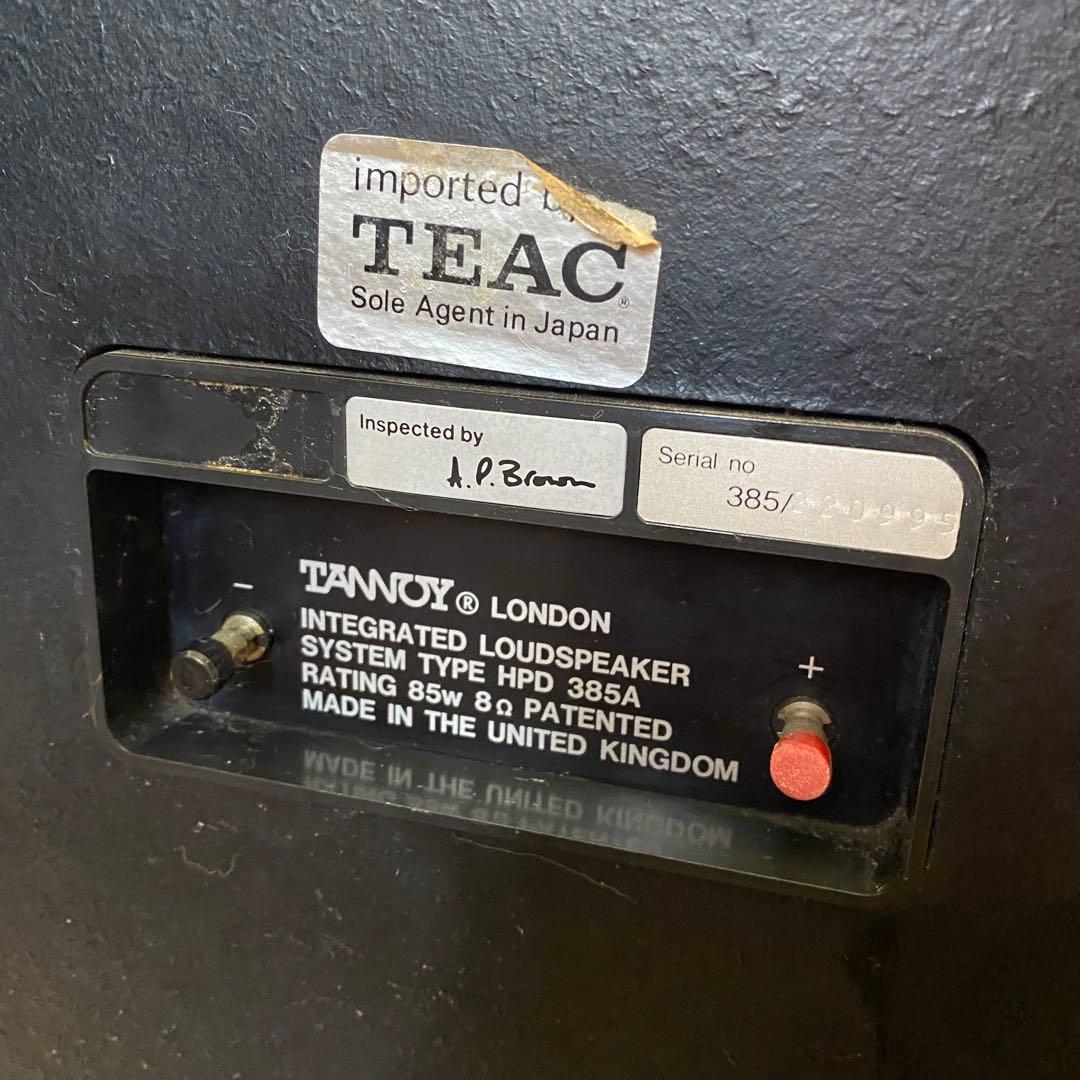 imported by
TEAC®
Sole Agent in Japan
Inspected by
A.P.Brown
Serial no
385/220995
-
TANNOY® LONDON
INTEGRATED LOUDSPEAKER
SYSTEM TYPE HPD 385A
RATING 85w 8Ω PATENTED
MADE IN THE UNITED KINGDOM
+